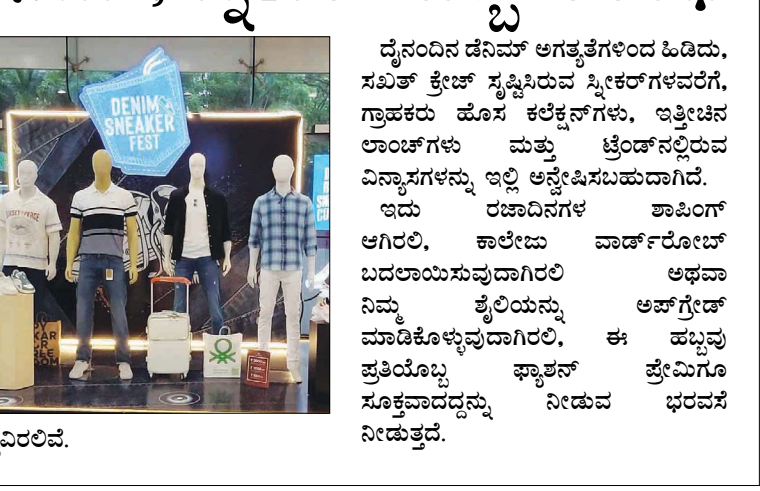 ದೈನಂದಿನ ಡೆನಿಮ್ ಅಗತ್ಯತೆಗಳಿಂದ ಹಿಡಿದು,
ಸಖತ್ ಕ್ರೇಜ್ ಸೃಷ್ಟಿಸಿರುವ ಸ್ನೀಕರ್‌ಗಳವರೆಗೆ,
ಗ್ರಾಹಕರು ಹೊಸ ಕಲೆಕ್ಷನ್‌ಗಳು, ಇತ್ತೀಚಿನ
ಲಾಂಚ್‌ಗಳು ಮತ್ತು ಟ್ರೆಂಡ್‌ನಲ್ಲಿರುವ
ವಿನ್ಯಾಸಗಳನ್ನು ಇಲ್ಲಿ ಅನ್ವೇಷಿಸಬಹುದಾಗಿದೆ.
ಇದು ರಜಾದಿನಗಳ ಶಾಪಿಂಗ್
ಆಗಿರಲಿ, ಕಾಲೇಜು ವಾರ್ಡ್‌ರೋಬ್
ಬದಲಾಯಿಸುವುದಾಗಿರಲಿ ಅಥವಾ
ನಿಮ್ಮ ಶೈಲಿಯನ್ನು ಅಪ್‌ಗ್ರೇಡ್
ಮಾಡಿಕೊಳ್ಳುವುದಾಗಿರಲಿ, ಈ ಹಬ್ಬವು
ಪ್ರತಿಯೊಬ್ಬ ಫ್ಯಾಶನ್ ಪ್ರೇಮಿಗೂ
ಸೂಕ್ತವಾದದ್ದನ್ನು ನೀಡುವ ಭರವಸೆ
ನೀಡುತ್ತದೆ.
DENIM
SNEAKER
FEST